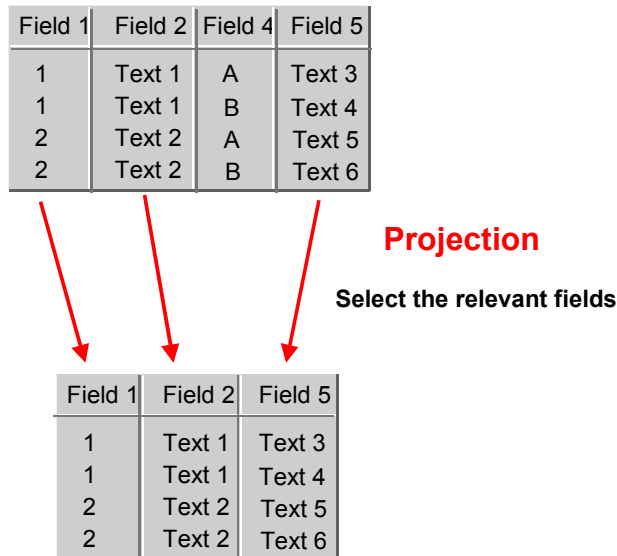 Field 1 Field 2 Field 4 Field 5
1 Text 1 A Text 3
1 Text 1 B Text 4
2 Text 2 A Text 5
2 Text 2 B Text 6
Projection
Select the relevant fields
Field 1 Field 2 Field 5
1 Text 1 Text 3
1 Text 1 Text 4
2 Text 2 Text 5
2 Text 2 Text 6